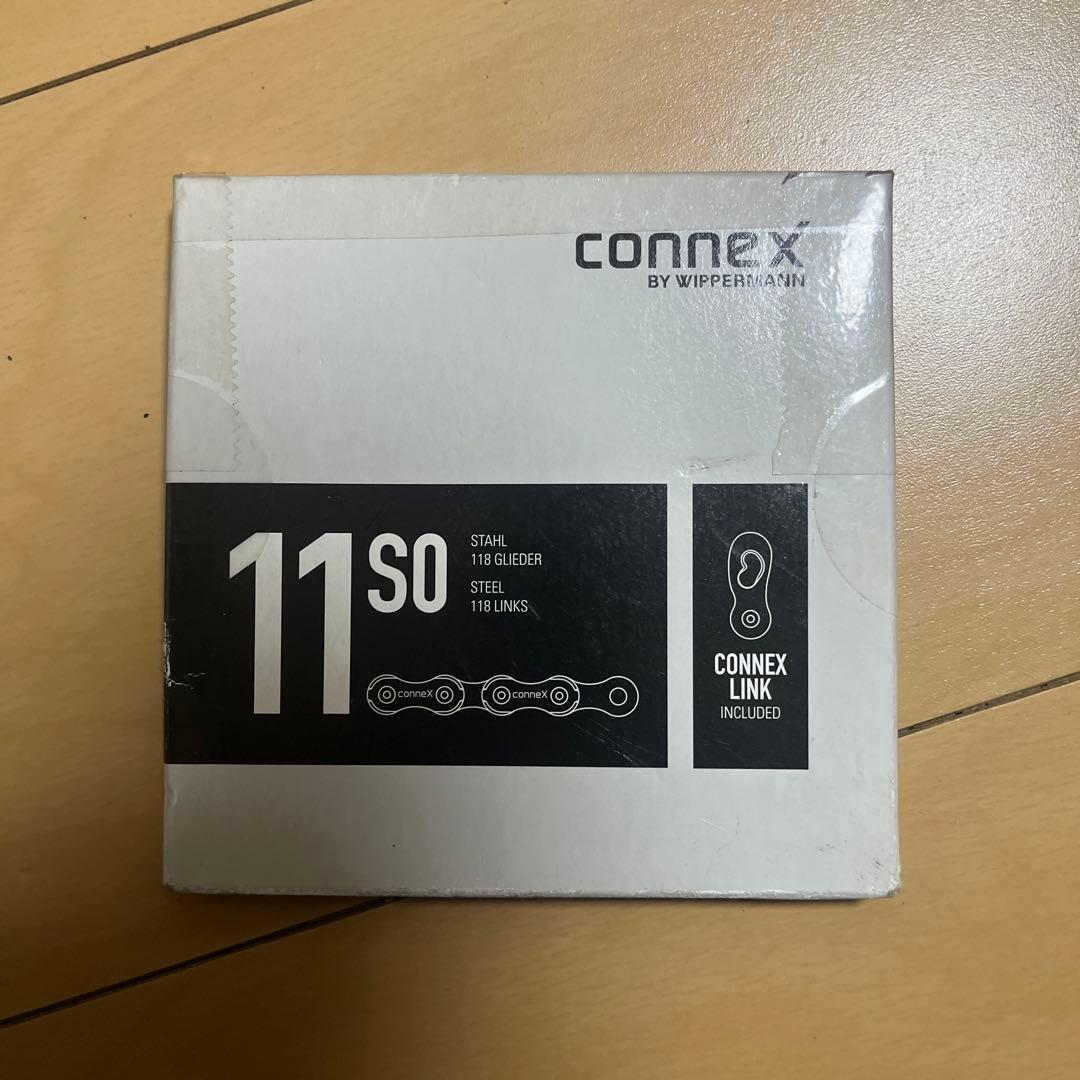 conneX
BY WIPPERMANN
11 SO
STAHL
118 GLIEDER
STEEL
118 LINKS
conneX conneX
CONNEX
LINK
INCLUDED